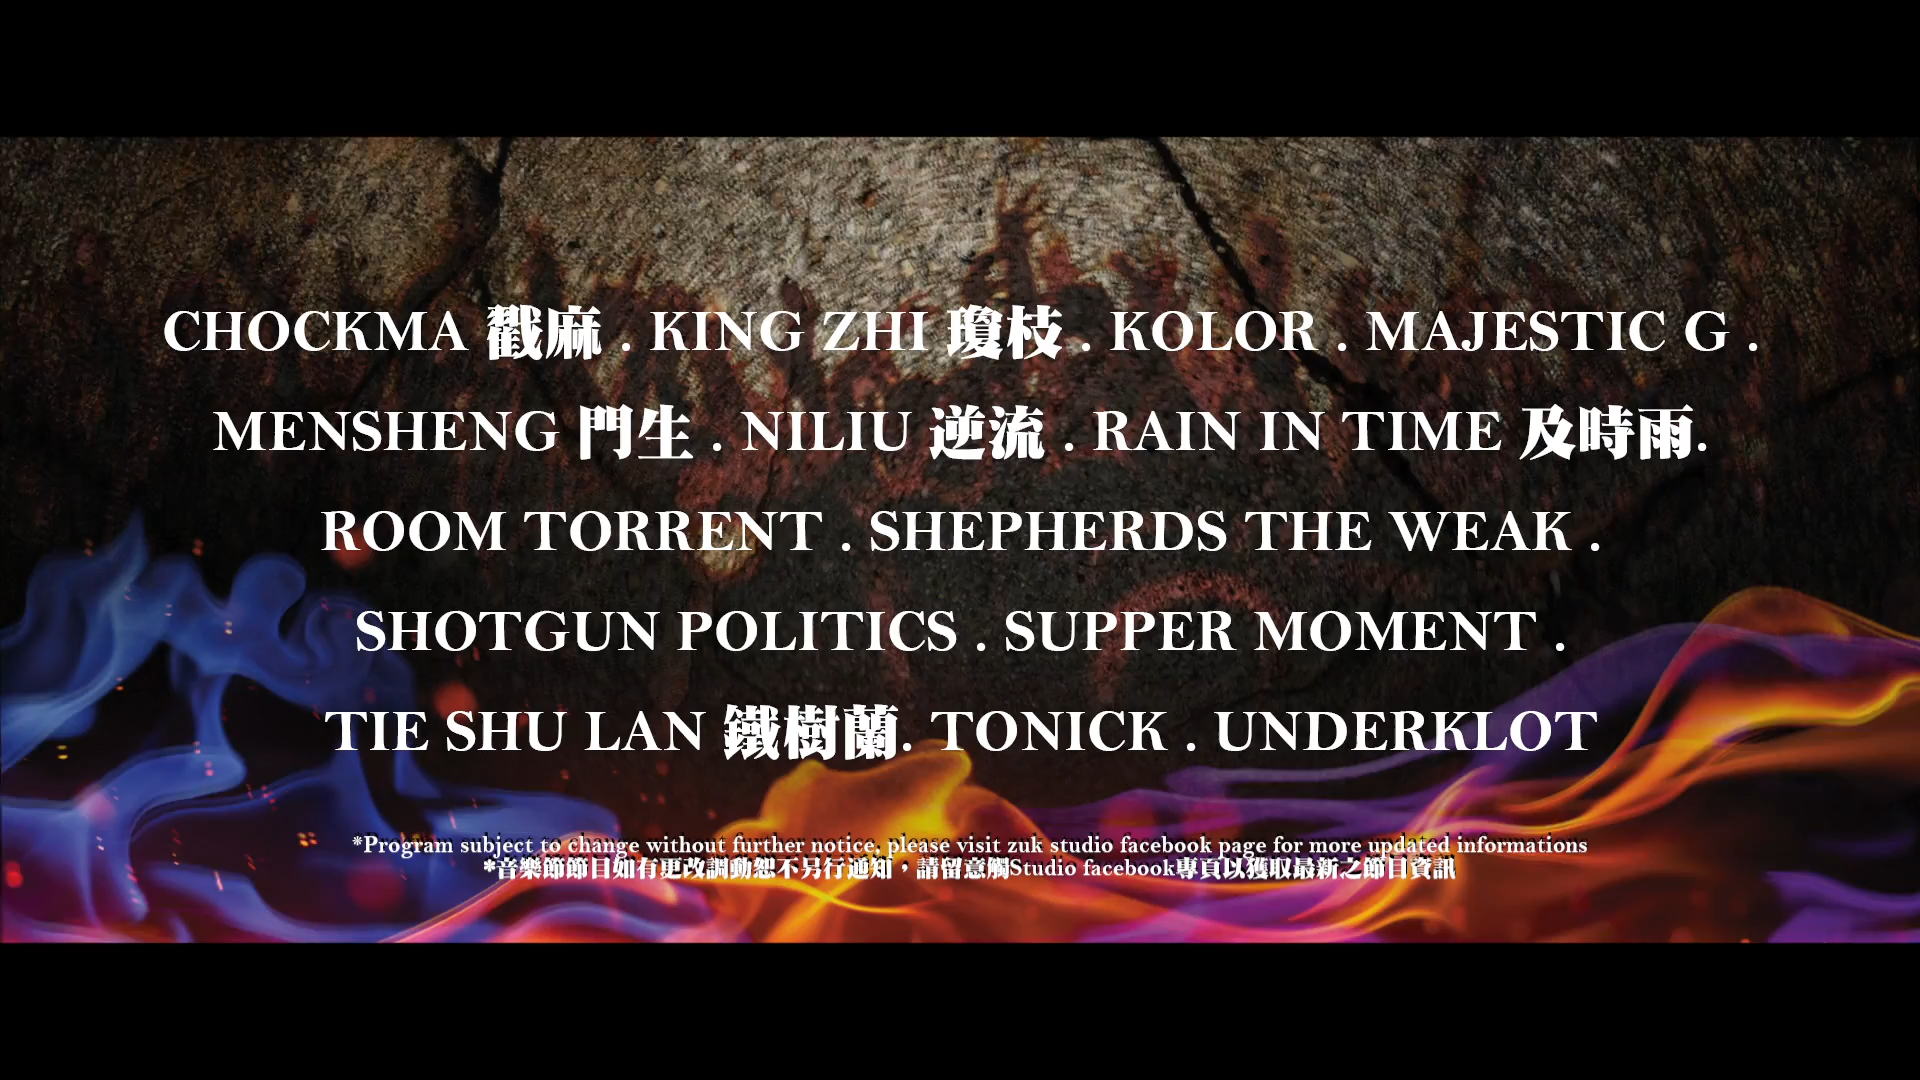 CHOCKMA 戳麻 . KING ZHI 瓊枝 . KOLOR . MAJESTIC G .
MENSHENG 門生 . NILIU 逆流 . RAIN IN TIME 及時雨.
ROOM TORRENT . SHEPHERDS THE WEAK .
SHOTGUN POLITICS . SUPPER MOMENT .
TIE SHU LAN 鐵樹蘭. TONICK . UNDERKLOT
*Program subject to change without further notice, please visit zuk studio facebook page for more updated informations
*音樂節節目如有更改調動恕不另行通知，請留意觸Studio facebook專頁以獲取最新之節目資訊